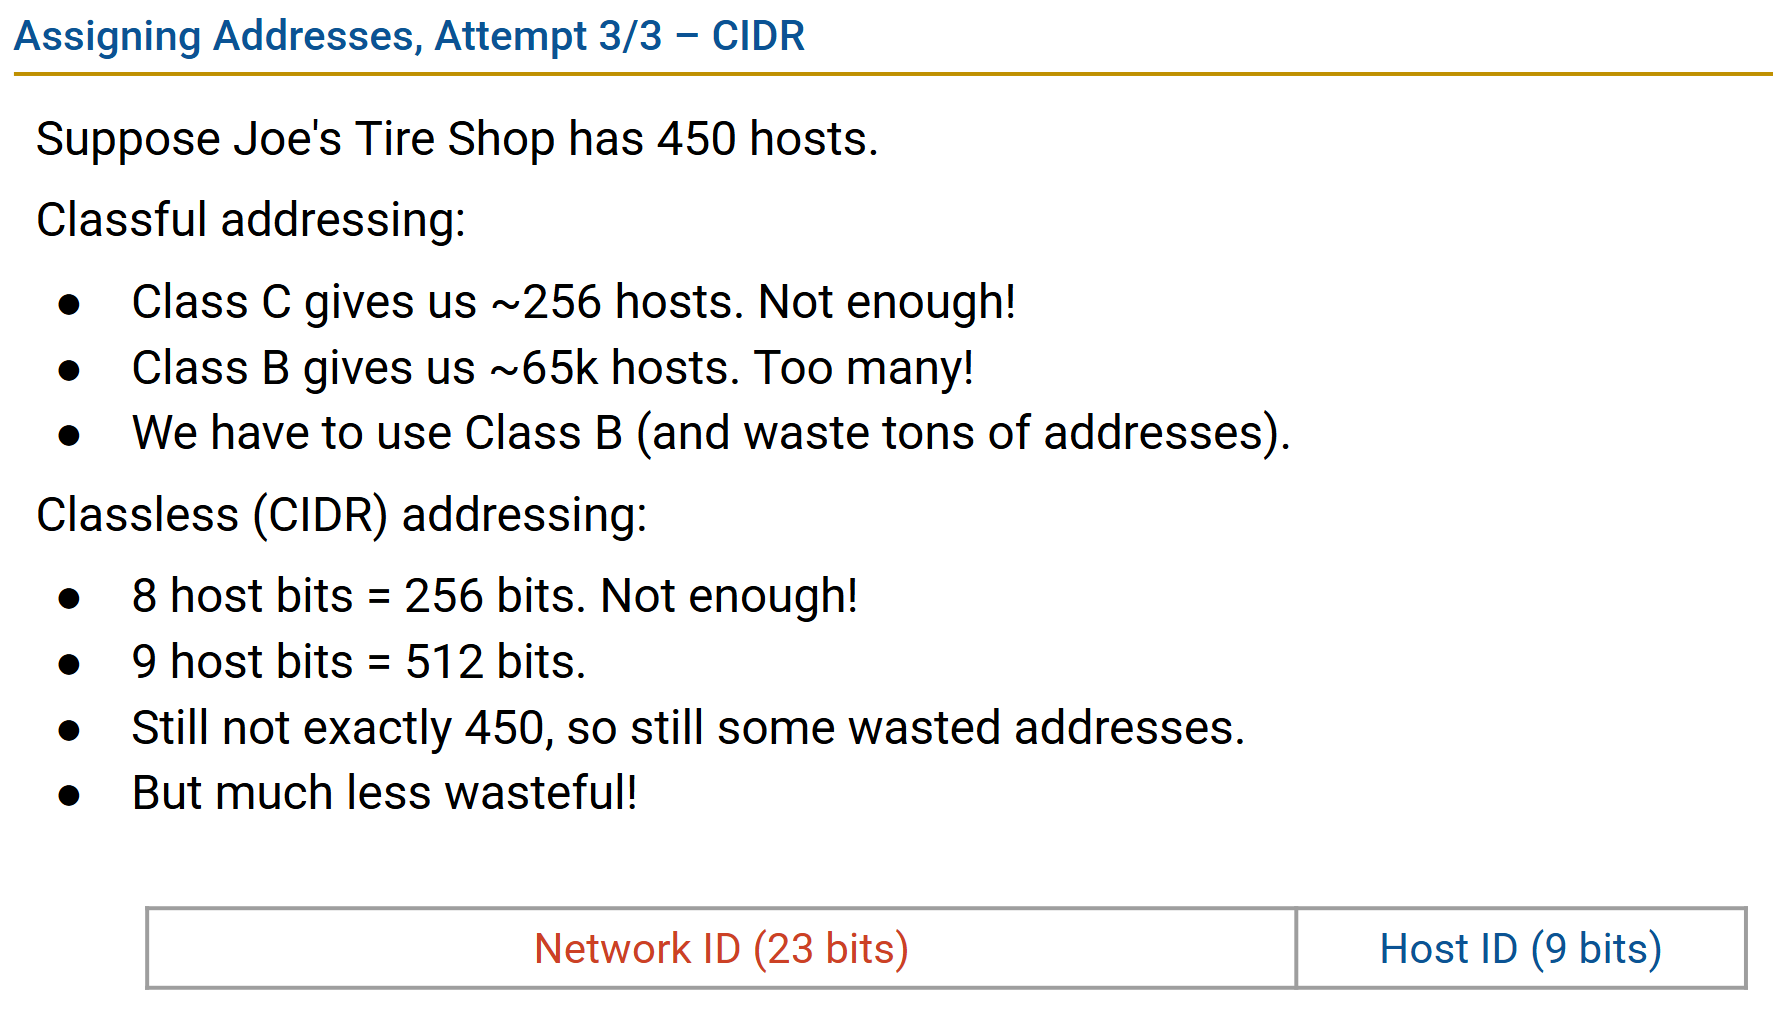 Assigning Addresses, Attempt 3/3 – CIDR
Suppose Joe's Tire Shop has 450 hosts.
Classful addressing:
● Class C gives us ~256 hosts. Not enough!
● Class B gives us ~65k hosts. Too many!
● We have to use Class B (and waste tons of addresses).
Classless (CIDR) addressing:
● 8 host bits = 256 bits. Not enough!
● 9 host bits = 512 bits.
● Still not exactly 450, so still some wasted addresses.
● But much less wasteful!
Network ID (23 bits)
Host ID (9 bits)